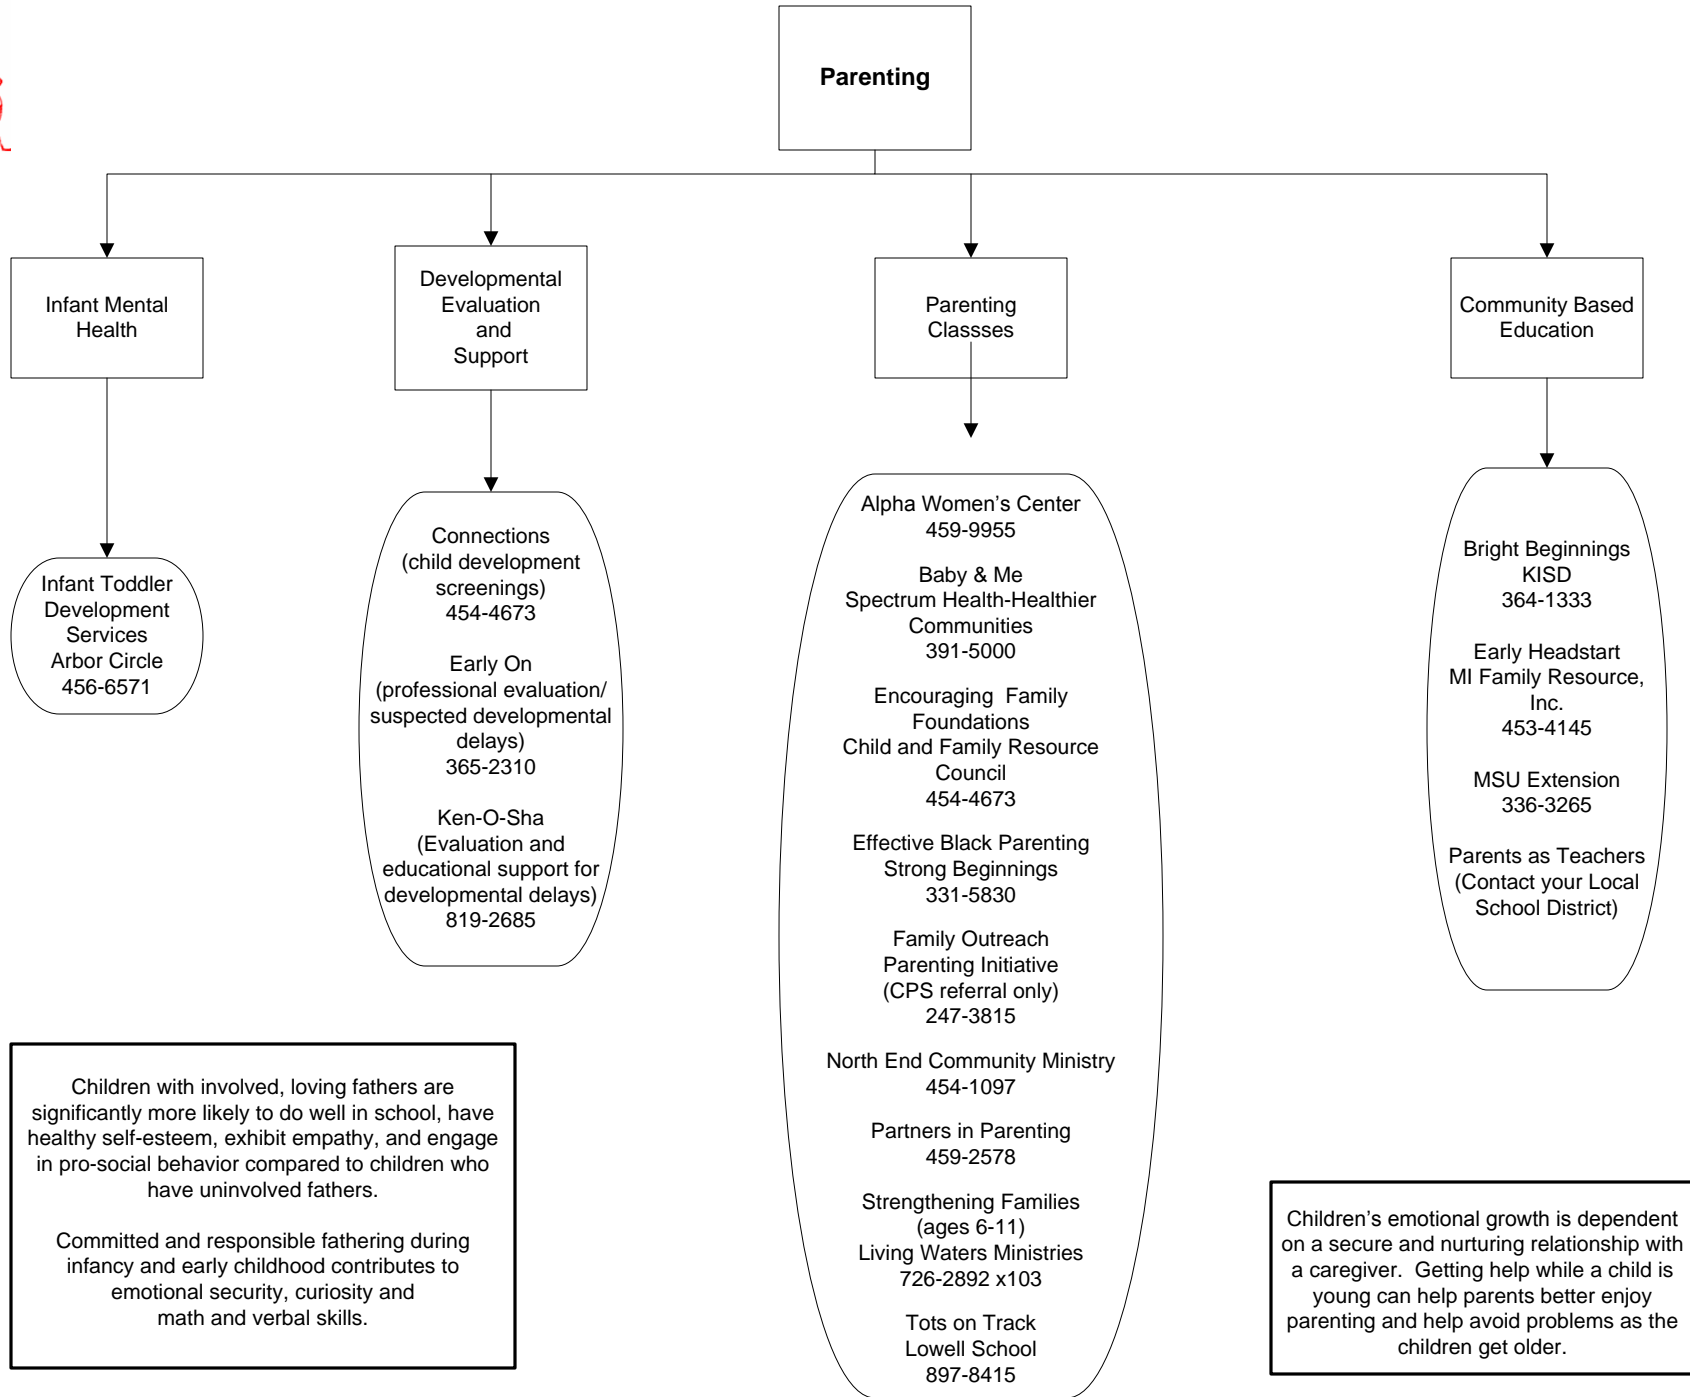 Parenting
Infant Mental
Health
Developmental
Evaluation
and
Support
Parenting
Classses
Community Based
Education
Infant Toddler
Development
Services
Arbor Circle
456-6571
Connections
(child development
screenings)
454-4673
Early On
(professional evaluation/
suspected developmental
delays)
365-2310
Ken-O-Sha
(Evaluation and
educational support for
developmental delays)
819-2685
Alpha Women’s Center
459-9955
Baby & Me
Spectrum Health-Healthier
Communities
391-5000
Encouraging  Family
Foundations
Child and Family Resource
Council
454-4673
Effective Black Parenting
Strong Beginnings
331-5830
Family Outreach
Parenting Initiative
(CPS referral only)
247-3815
North End Community Ministry
454-1097
Partners in Parenting
459-2578
Strengthening Families
(ages 6-11)
Living Waters Ministries
726-2892 x103
Tots on Track
Lowell School
897-8415
Bright Beginnings
KISD
364-1333
Early Headstart
MI Family Resource,
Inc.
453-4145
MSU Extension
336-3265
Parents as Teachers
(Contact your Local
School District)
Children with involved, loving fathers are
significantly more likely to do well in school, have
healthy self-esteem, exhibit empathy, and engage
in pro-social behavior compared to children who
have uninvolved fathers.
Committed and responsible fathering during
infancy and early childhood contributes to
emotional security, curiosity and
math and verbal skills.
Children’s emotional growth is dependent
on a secure and nurturing relationship with
a caregiver.  Getting help while a child is
young can help parents better enjoy
parenting and help avoid problems as the
children get older.